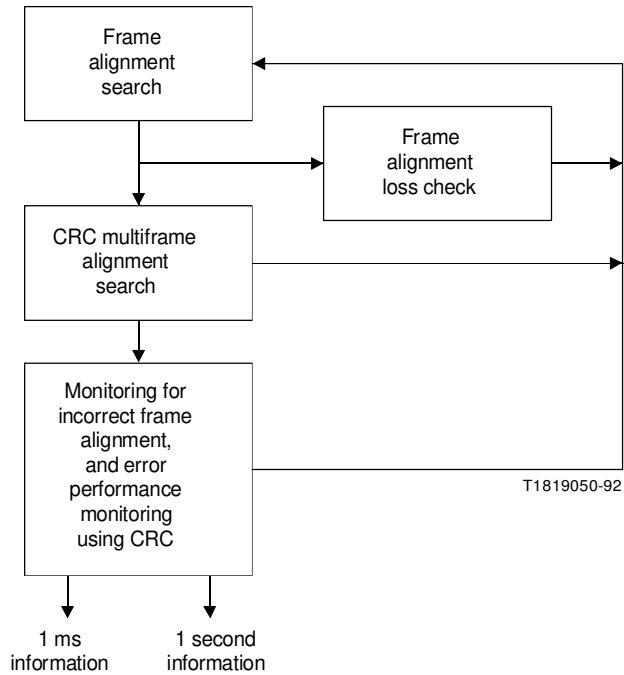 Frame
alignment
search
Frame
alignment
loss check
CRC multiframe
alignment
search
Monitoring for
incorrect frame
alignment,
and error
performance
monitoring
using CRC
T1819050-92
1 ms
information
1 second
information